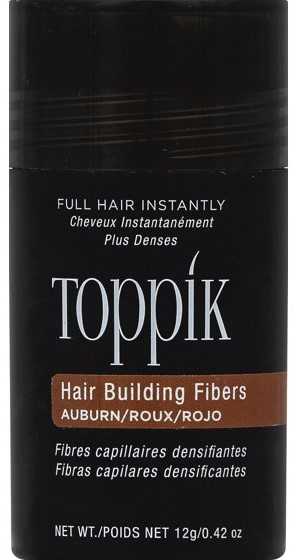 FULL HAIR INSTANTLY
Cheveux Instantanément
Plus Denses
TOPPIK
Hair Building Fibers
AUBURN/ROUX/ROJO
Fibres capillaires densifiantes
Fibras capilares densificantes
NET WT./POIDS NET 12g/0.42 oz